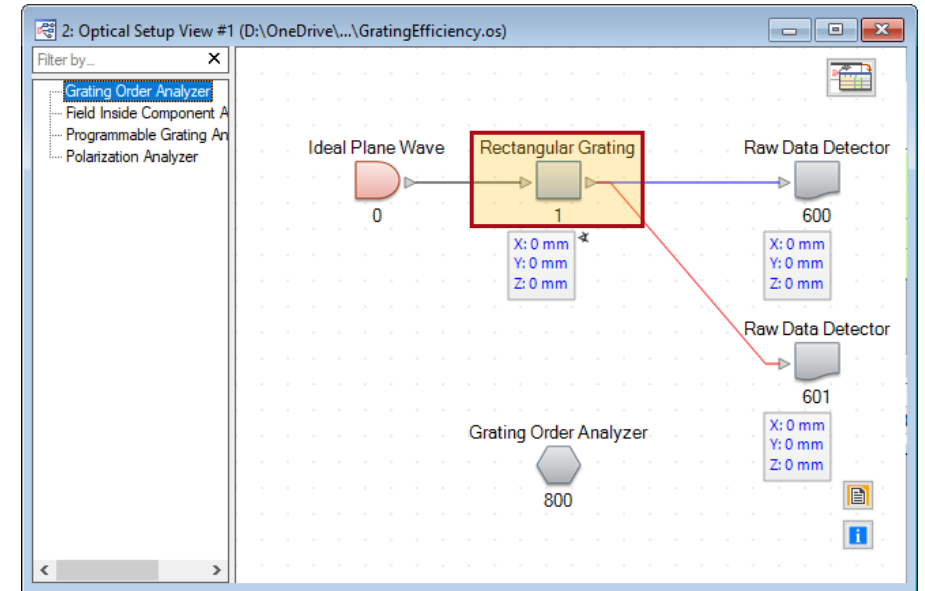 2: Optical Setup View #1 (D:\OneDrive\...\GratingEfficiency.os)
Filter by...
Grating Order Analyzer
Field Inside Component A
Programmable Grating An
Polarization Analyzer
Ideal Plane Wave
0
Rectangular Grating
1
X: 0 mm
Y: 0 mm
Z: 0 mm
Raw Data Detector
600
X: 0 mm
Y: 0 mm
Z: 0 mm
Raw Data Detector
601
X: 0 mm
Y: 0 mm
Z: 0 mm
Grating Order Analyzer
800